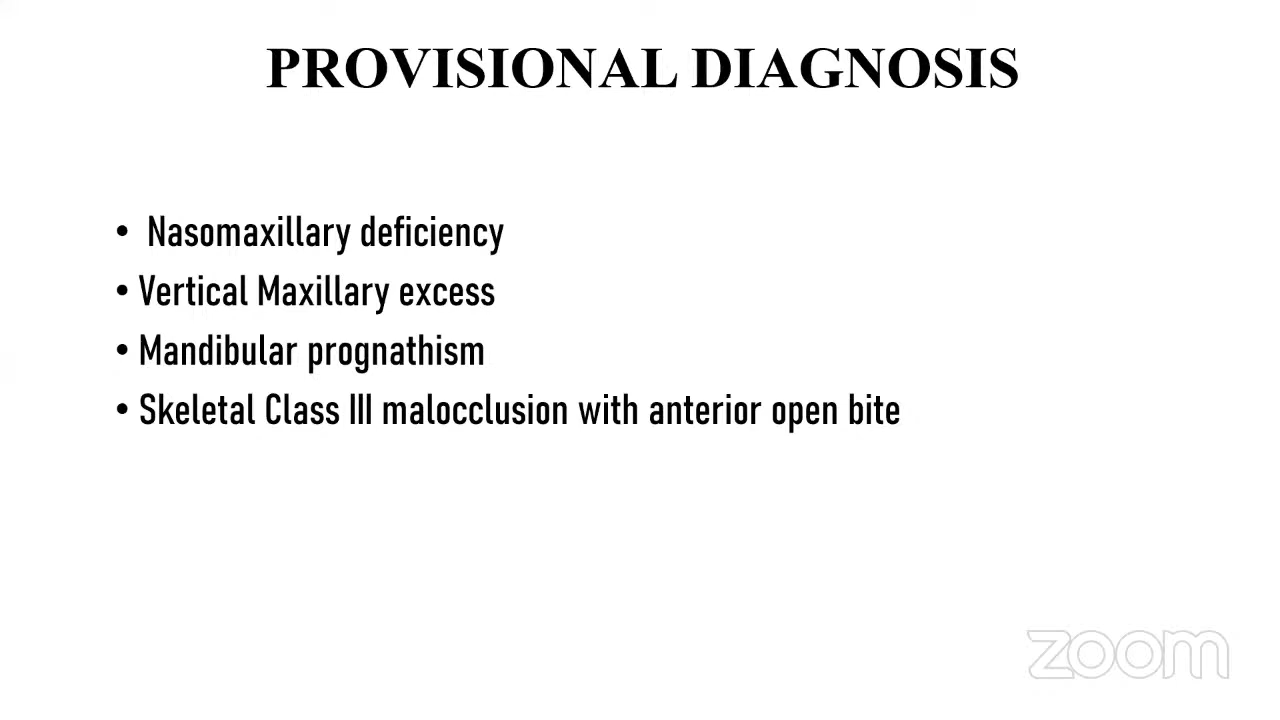 PROVISIONAL DIAGNOSIS
• Nasomaxillary deficiency
• Vertical Maxillary excess
• Mandibular prognathism
• Skeletal Class III malocclusion with anterior open bite
zoom